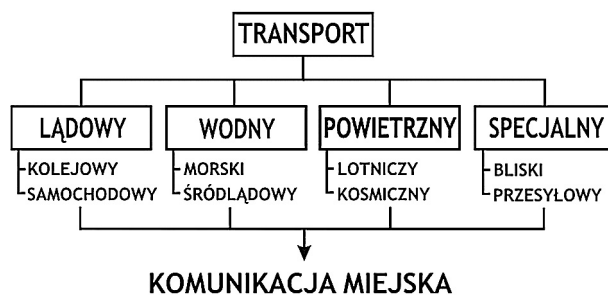 TRANSPORT
LĄDOWY
KOLEJOWY
SAMOCHODOWY
WODNY
MORSKI
ŚRÓDLĄDOWY
POWIETRZNY
LOTNICZY
KOSMICZNY
SPECJALNY
BLISKI
PRZESYŁOWY
KOMUNIKACJA MIEJSKA